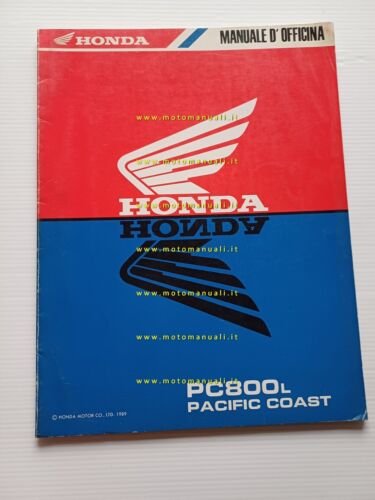 HONDA
MANUALE D'OFFICINA
www.motomanuali.it
www.motomanuali.it
www.motomanuali.it
HONDA
HONDA
www.motomanuali.it
www.motomanuali.it
www.motomanuali.it
PC800L
PACIFIC COAST
www.motomanuali.it
© HONDA MOTOR CO., LTD. 1989